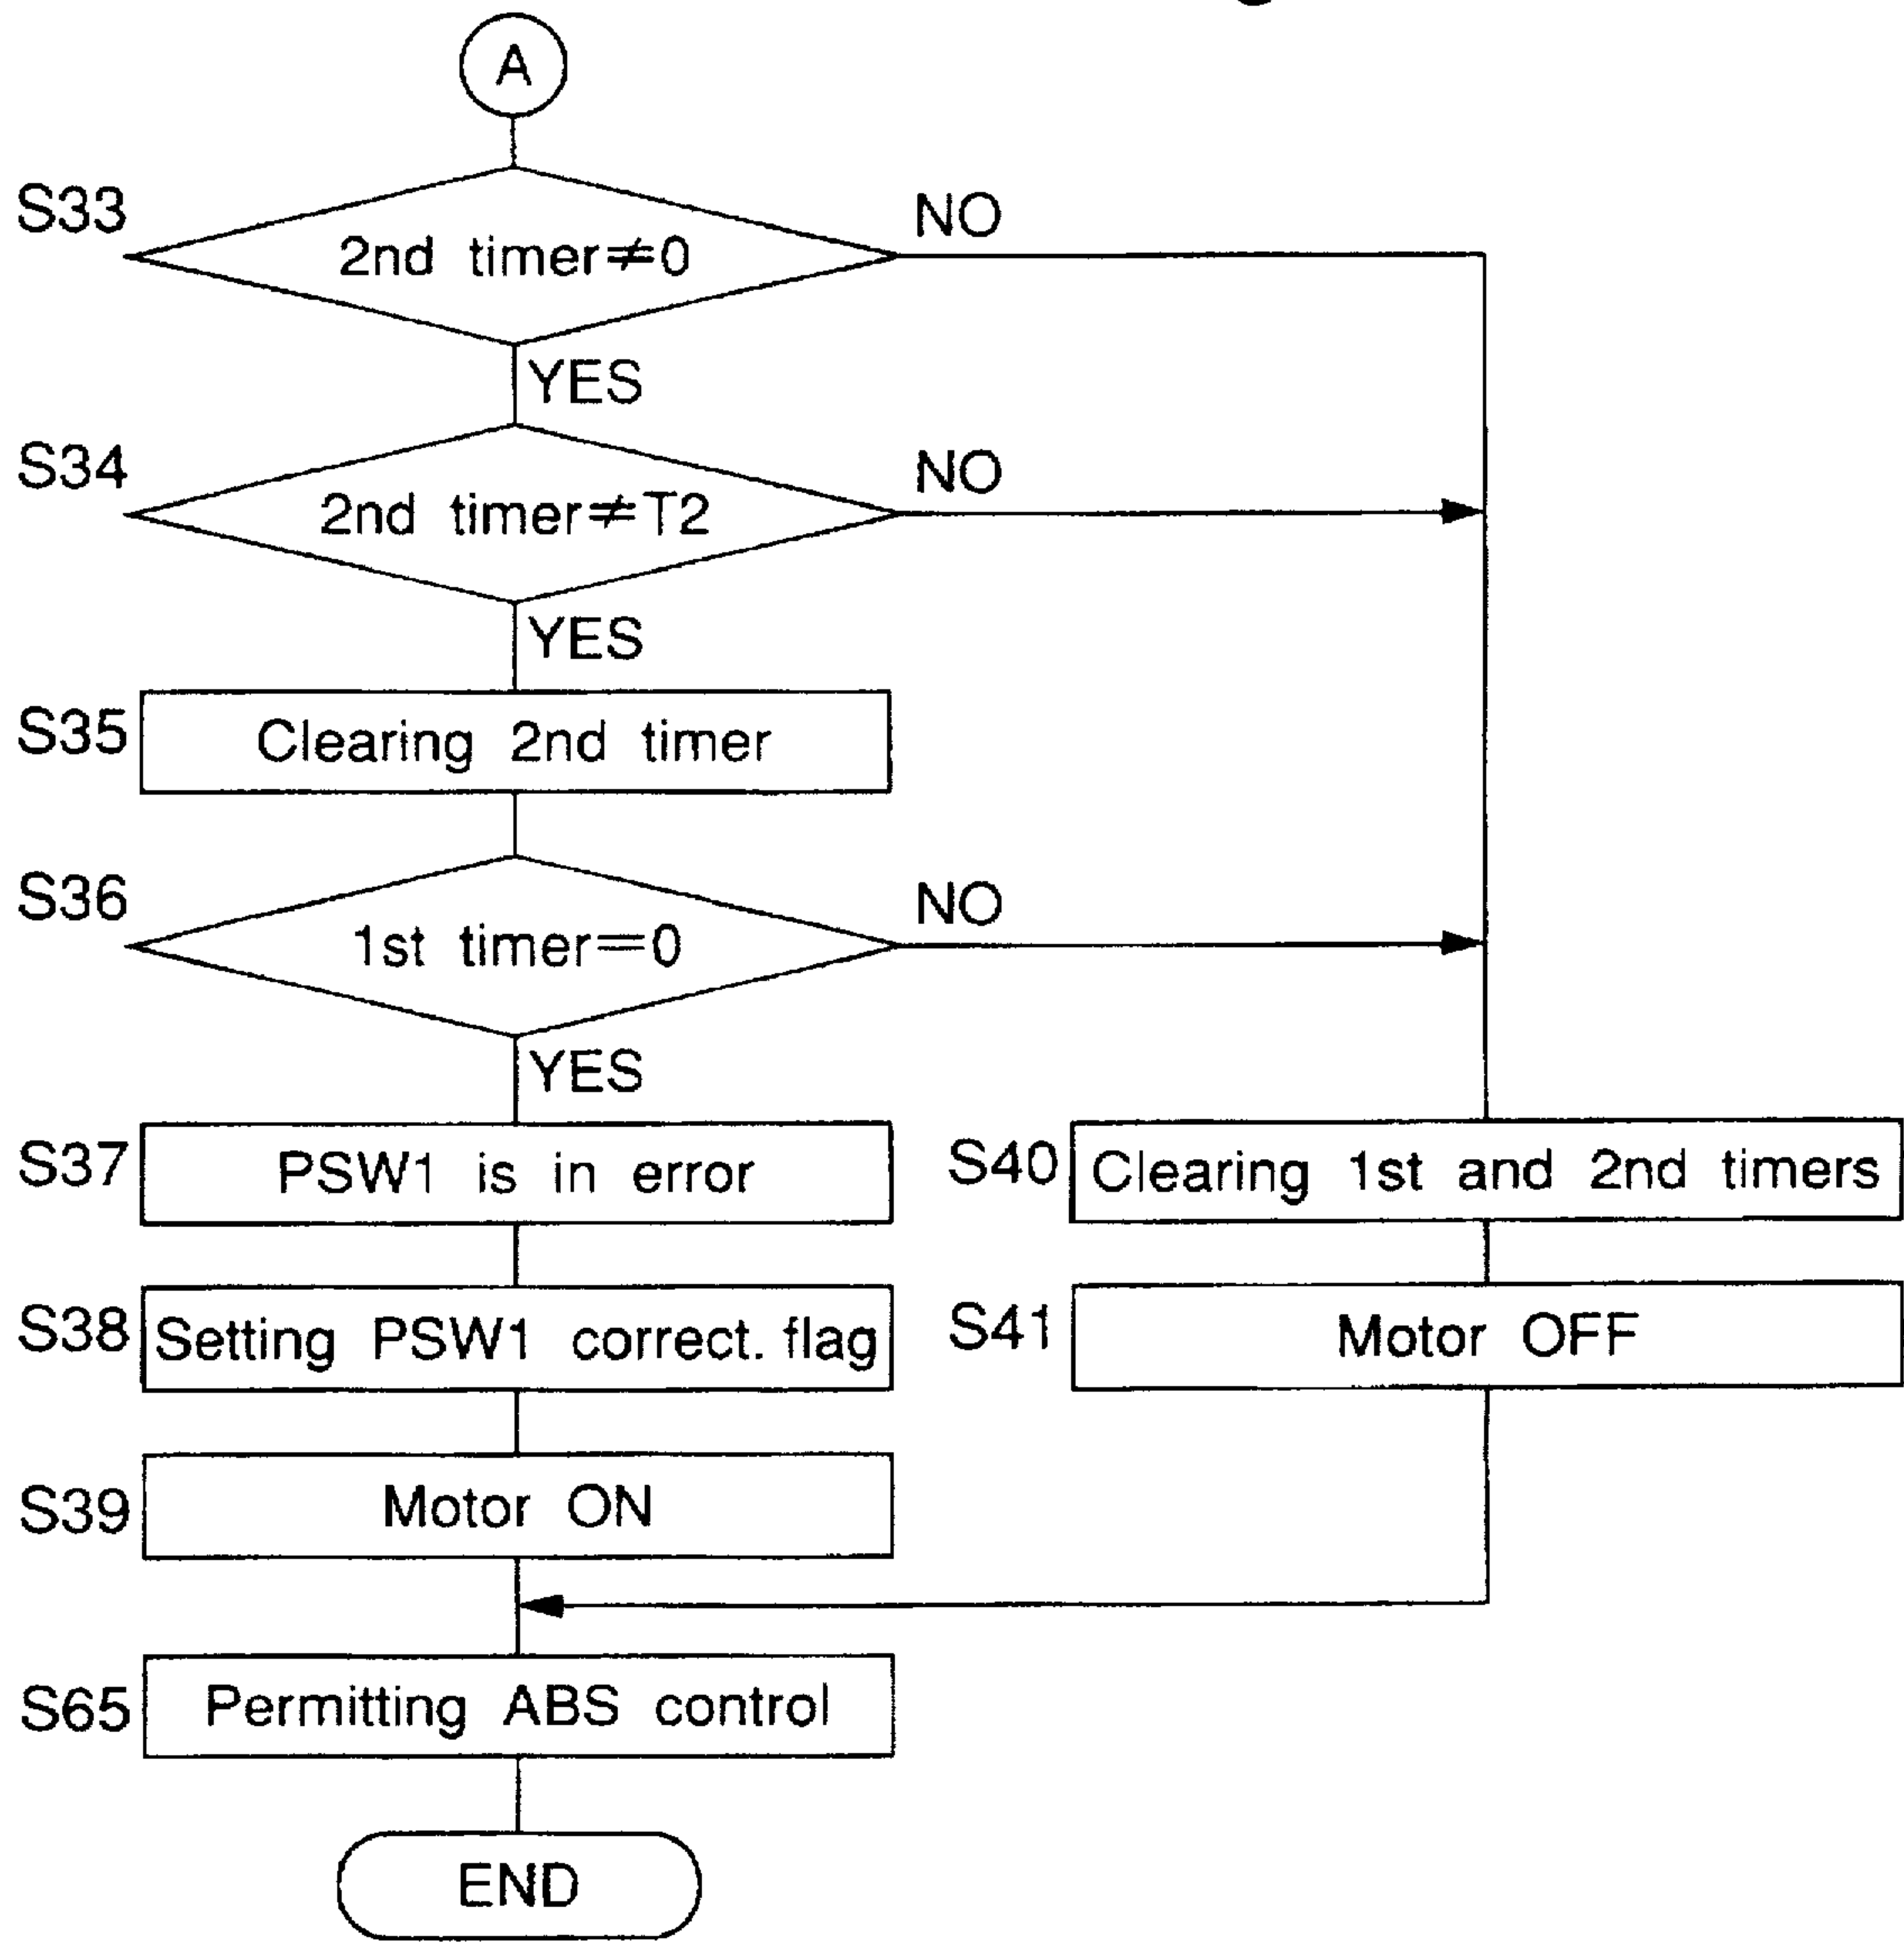 A
S33
2nd timer≠0
NO
YES
S34
2nd timer≠T2
NO
YES
S35
Clearing 2nd timer
S36
1st timer=0
NO
YES
S37
PSW1 is in error
S40
Clearing 1st and 2nd timers
S38
Setting PSW1 correct. flag
S41
Motor OFF
S39
Motor ON
S65
Permitting ABS control
END